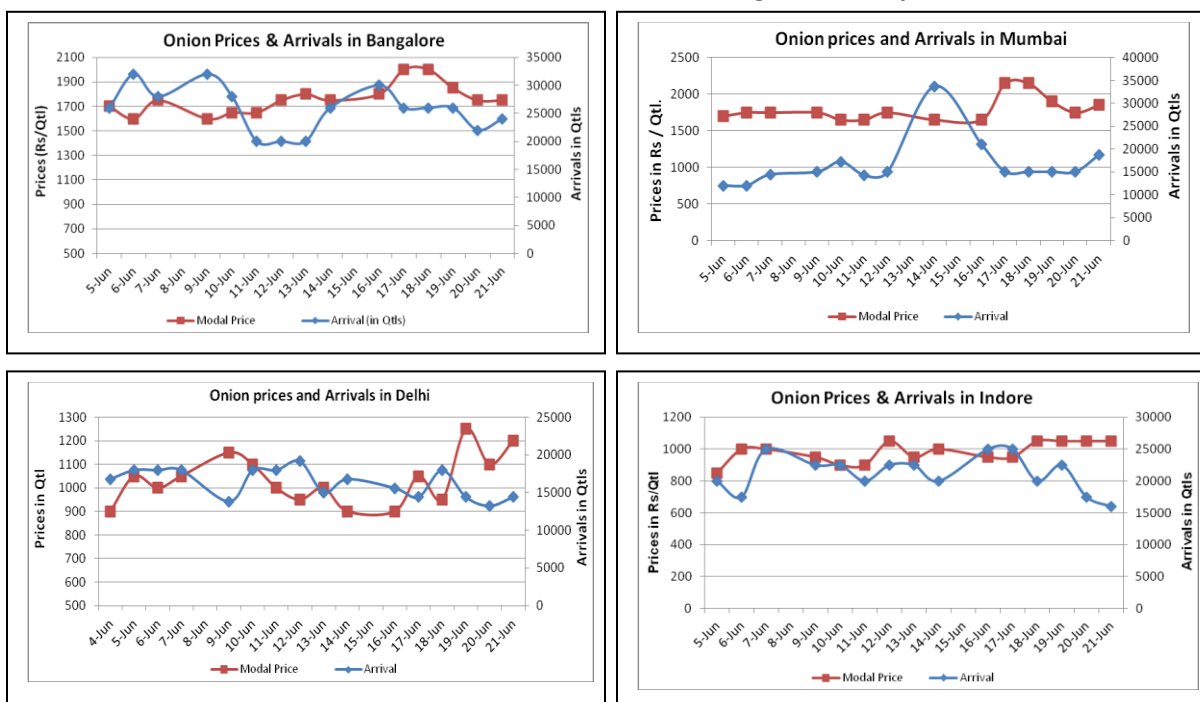 Onion Prices & Arrivals in Bangalore
Prices (Rs/Qtl)
2100
1900
1700
1500
1300
1100
900
700
500
35000
30000
25000
20000
15000
10000
5000
0
Arrivals in Qtls
5-Jun
6-Jun
7-Jun
8-Jun
9-Jun
10-Jun
11-Jun
12-Jun
13-Jun
14-Jun
15-Jun
16-Jun
17-Jun
18-Jun
19-Jun
20-Jun
21-Jun
Modal Price
Arrival (in Qtls)
Onion prices and Arrivals in Mumbai
Prices in Rs / Qtl.
2500
2000
1500
1000
500
0
40000
35000
30000
25000
20000
15000
10000
5000
0
Arrivals in Qtls
5-Jun
6-Jun
7-Jun
8-Jun
9-Jun
10-Jun
11-Jun
12-Jun
13-Jun
14-Jun
15-Jun
16-Jun
17-Jun
18-Jun
19-Jun
20-Jun
21-Jun
Modal Price
Arrival
Onion prices and Arrivals in Delhi
Prices in Qtl
1300
1200
1100
1000
900
800
700
600
500
25000
20000
15000
10000
5000
0
Arrivals in Qtls
4-Jun
5-Jun
6-Jun
7-Jun
8-Jun
9-Jun
10-Jun
11-Jun
12-Jun
13-Jun
14-Jun
15-Jun
16-Jun
17-Jun
18-Jun
19-Jun
20-Jun
21-Jun
Modal Price
Arrival
Onion Prices & Arrivals in Indore
Prices in Rs/Qtl
1200
1000
800
600
400
200
0
30000
25000
20000
15000
10000
5000
0
Arrivals in Qtls
5-Jun
6-Jun
7-Jun
8-Jun
9-Jun
10-Jun
11-Jun
12-Jun
13-Jun
14-Jun
15-Jun
16-Jun
17-Jun
18-Jun
19-Jun
20-Jun
21-Jun
Modal Price
Arrival